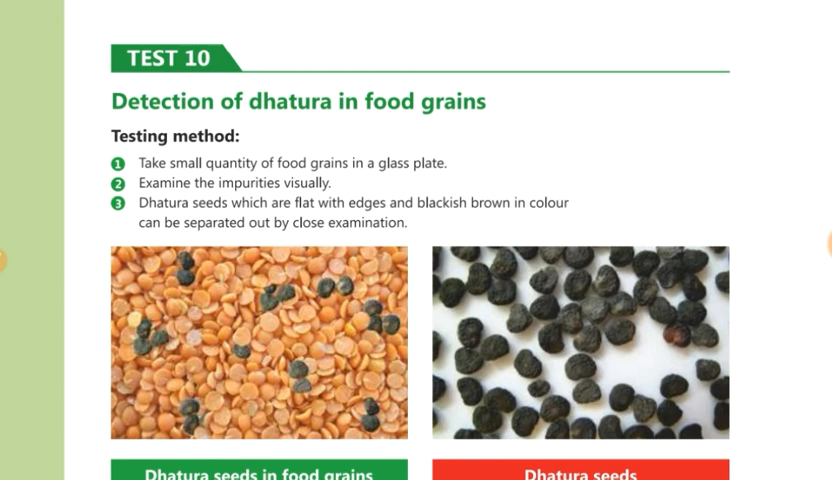 TEST 10
Detection of dhatura in food grains
Testing method:
1 Take small quantity of food grains in a glass plate.
2 Examine the impurities visually.
3 Dhatura seeds which are flat with edges and blackish brown in colour
can be separated out by close examination.
Dhatura seeds in food grains
Dhatura seeds